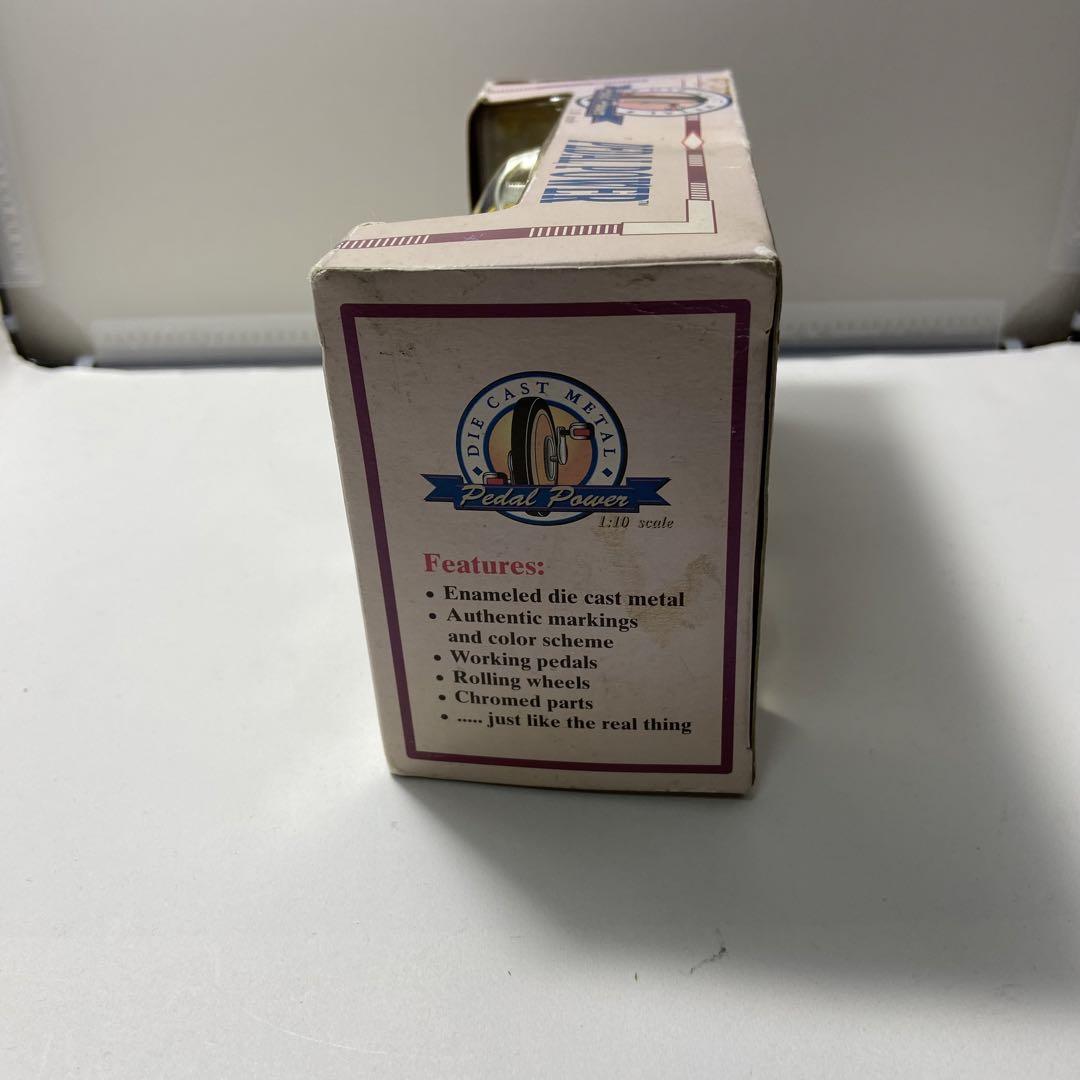 PEDAL POWER
DIE CAST METAL
Pedal Power
1:10 scale
Features:
• Enameled die cast metal
• Authentic markings
and color scheme
• Working pedals
• Rolling wheels
• Chromed parts
• ..... just like the real thing